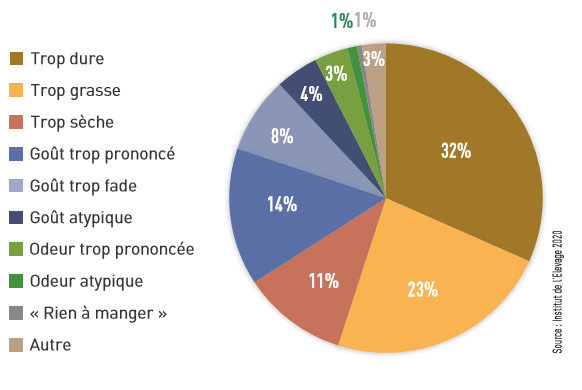 1% 1%
Trop dure
Trop grasse
Trop sèche
Goût trop prononcé
Goût trop fade
Goût atypique
Odeur trop prononcée
Odeur atypique
« Rien à manger »
Autre
32%
23%
11%
14%
8%
4%
3%
3%
Source : Institut de l'Elevage 2020